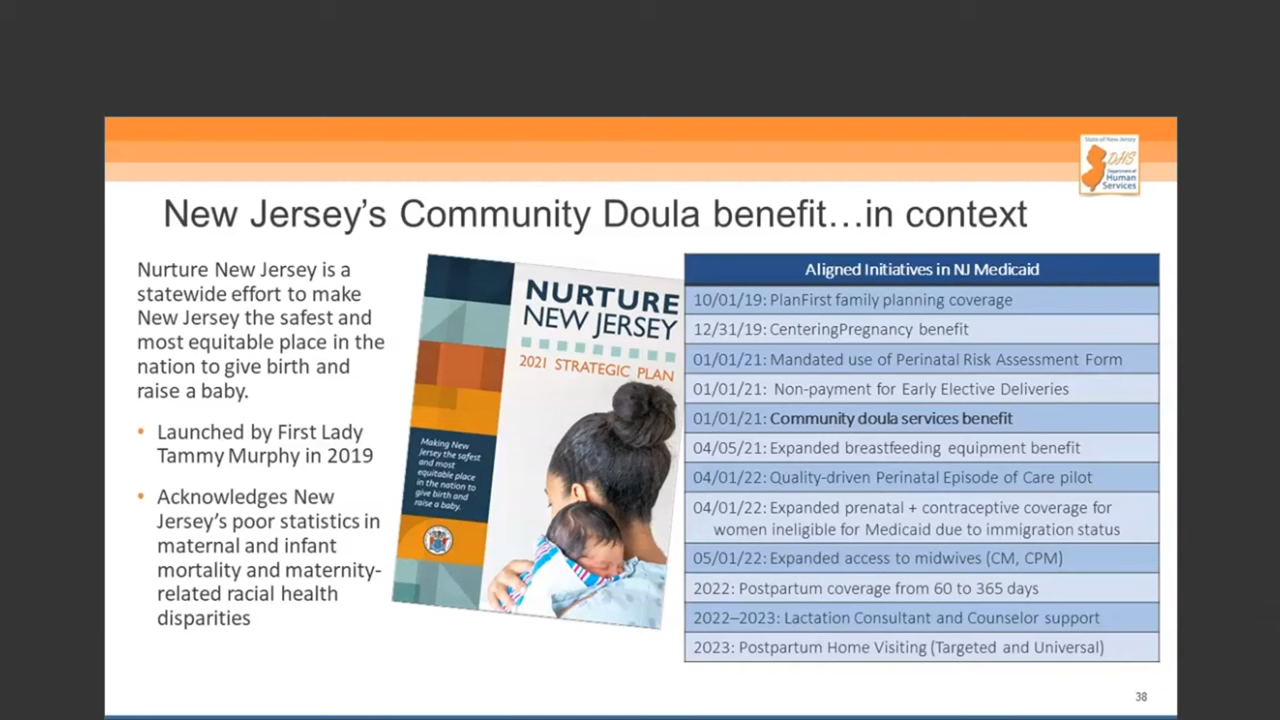 State of New Jersey
DHS
Department of
Human
Services
New Jersey’s Community Doula benefit…in context
Nurture New Jersey is a
statewide effort to make
New Jersey the safest and
most equitable place in the
nation to give birth and
raise a baby.
• Launched by First Lady
Tammy Murphy in 2019
• Acknowledges New
Jersey’s poor statistics in
maternal and infant
mortality and maternity-
related racial health
disparities
NURTURE
NEW JERSEY
2021 STRATEGIC PLAN
Making New
Jersey the safest
and most
equitable place
in the nation to
give birth and
raise a baby.
Aligned Initiatives in NJ Medicaid
10/01/19: PlanFirst family planning coverage
12/31/19: CenteringPregnancy benefit
01/01/21: Mandated use of Perinatal Risk Assessment Form
01/01/21: Non-payment for Early Elective Deliveries
01/01/21: Community doula services benefit
04/05/21: Expanded breastfeeding equipment benefit
04/01/22: Quality-driven Perinatal Episode of Care pilot
04/01/22: Expanded prenatal + contraceptive coverage for
women ineligible for Medicaid due to immigration status
05/01/22: Expanded access to midwives (CM, CPM)
2022: Postpartum coverage from 60 to 365 days
2022–2023: Lactation Consultant and Counselor support
2023: Postpartum Home Visiting (Targeted and Universal)
38